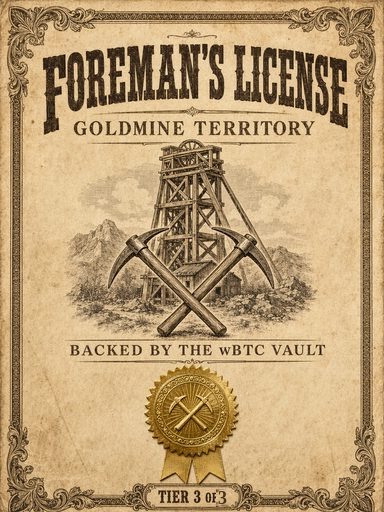 FOREMAN'S LICENSE
GOLDMINE TERRITORY
BACKED BY THE wBTC VAULT
TIER 3 OF 3